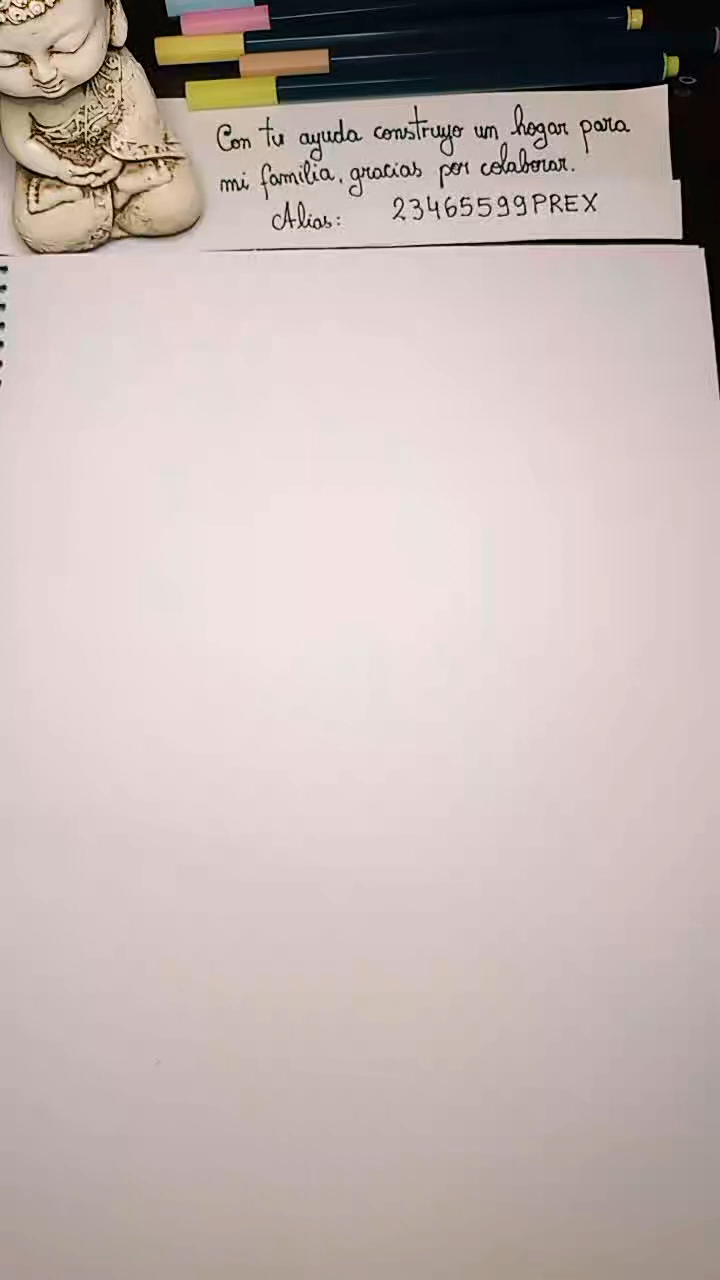 Con tu ayuda construyo un hogar para
mi familia, gracias por colaborar.
Alias: 23465599PREX